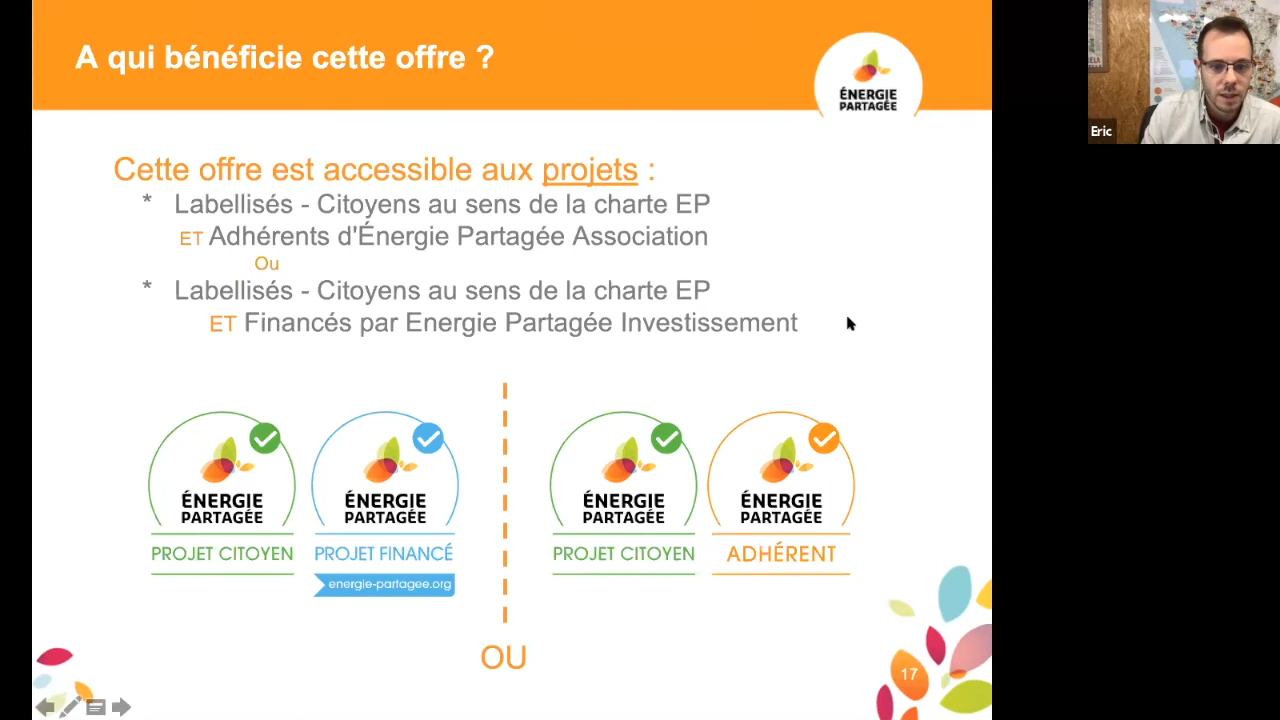 A qui bénéficie cette offre ?
ÉNERGIE
PARTAGÉE
Eric
Cette offre est accessible aux projets :
* Labellisés - Citoyens au sens de la charte EP
ET Adhérents d'Énergie Partagée Association
Ou
* Labellisés - Citoyens au sens de la charte EP
ET Financés par Energie Partagée Investissement
ÉNERGIE
PARTAGÉE
PROJET CITOYEN
ÉNERGIE
PARTAGÉE
PROJET FINANCÉ
energie-partagee.org
ÉNERGIE
PARTAGÉE
PROJET CITOYEN
ÉNERGIE
PARTAGÉE
ADHÉRENT
OU
17